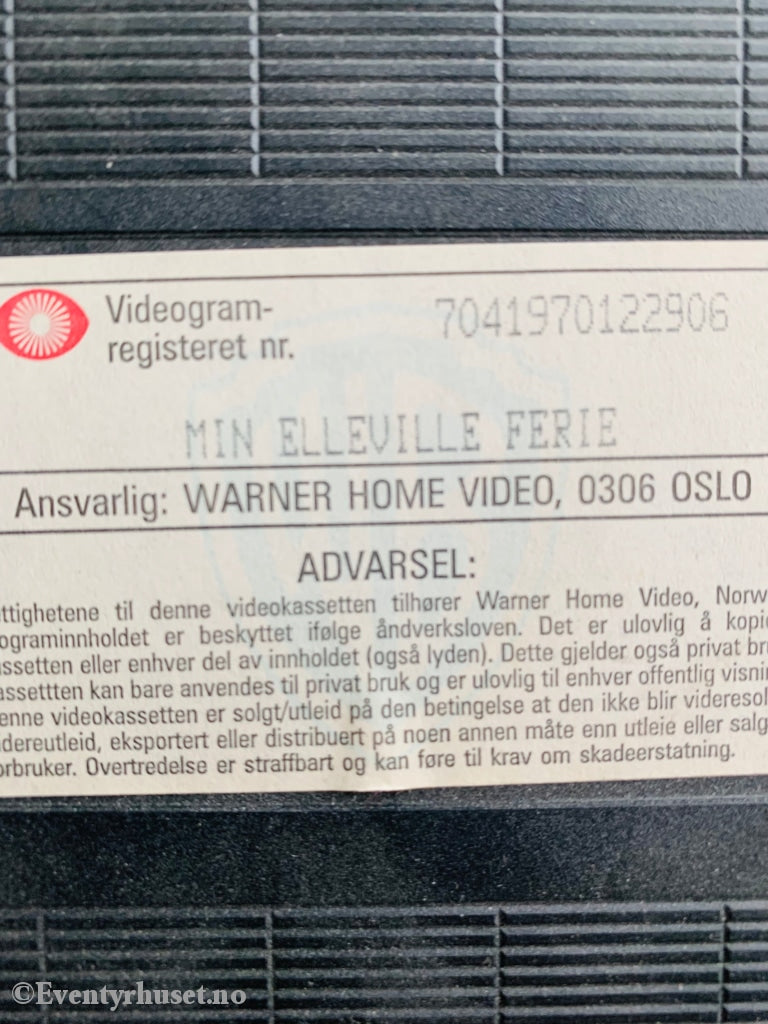 Videogram-
registeret nr.
7041970122906
MIN ELLEVILLE FERIE
Ansvarlig: WARNER HOME VIDEO, 0306 OSLO
ADVARSEL:
ttighetene til denne videokassetten tilhører Warner Home Video, Norw
ograminnholdet er beskyttet ifølge åndverksloven. Det er ulovlig å kopie
assetten eller enhver del av innholdet (også lyden). Dette gjelder også privat bru
assettten kan bare anvendes til privat bruk og er ulovlig til enhver offentlig visnin
enne videokassetten er solgt/utleid på den betingelse at den ikke blir videresol
idereutleid, eksportert eller distribuert på noen annen måte enn utleie eller salg
orbruker. Overtredelse er straffbart og kan føre til krav om skadeerstatning.
©Eventyrhuset.no